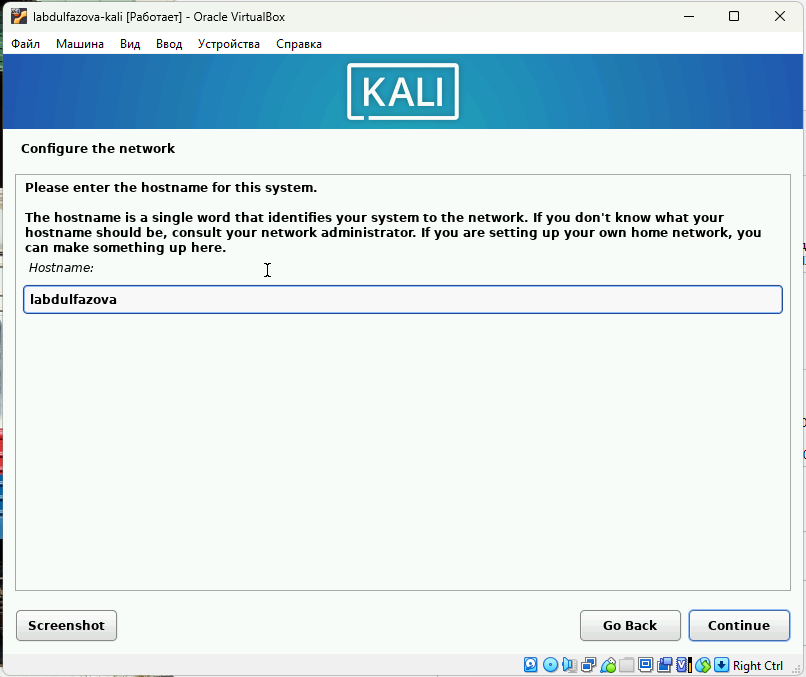 labdulfazova-kali [Работает] - Oracle VirtualBox
Файл Машина Вид Ввод Устройства Справка
KALI
Configure the network
Please enter the hostname for this system.
The hostname is a single word that identifies your system to the network. If you don't know what your
hostname should be, consult your network administrator. If you are setting up your own home network, you
can make something up here.
Hostname:
labdulfazova
Screenshot Go Back Continue
Right Ctrl